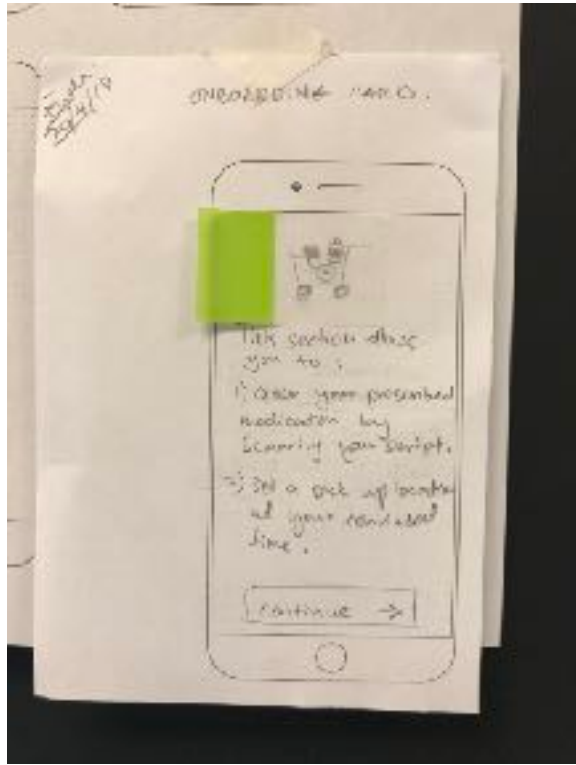 ONBOARDING
This section allows
you to :
1) Order your prescribed
medication by
scanning your script.
2) Set a pick up location
at your convenient
time.
Continue →